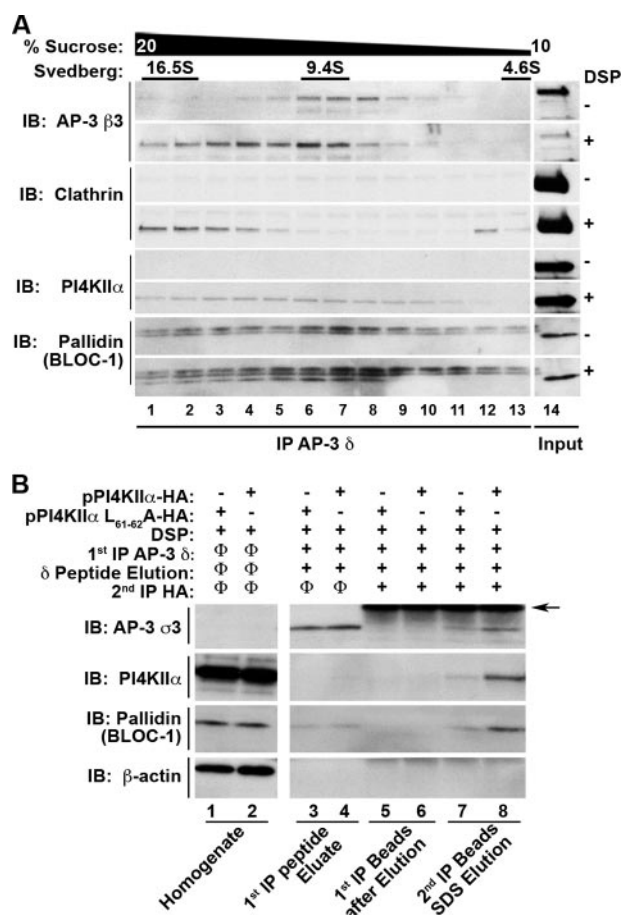 A
% Sucrose: 20 10
Svedberg: 16.5S 9.4S 4.6S DSP
IB: AP-3 β3 -
+
IB: Clathrin -
+
IB: PI4KIIα -
+
IB: Pallidin (BLOC-1) -
+
1 2 3 4 5 6 7 8 9 10 11 12 13 14
IP AP-3 δ Input
B
pPI4KIIα-HA: - + - + - + - +
pPI4KIIα L61-62A-HA: + - + - + - + -
DSP: + + + + + + + +
1st IP AP-3 δ: Φ Φ + + + + + +
δ Peptide Elution: Φ Φ + + + + + +
2nd IP HA: Φ Φ Φ Φ + + + +
IB: AP-3 σ3
IB: PI4KIIα
IB: Pallidin
(BLOC-1)
IB: β-actin
1 2 3 4 5 6 7 8
Homogenate
1st IP peptide
Eluate
1st IP Beads
after Elution
2nd IP Beads
SDS Elution